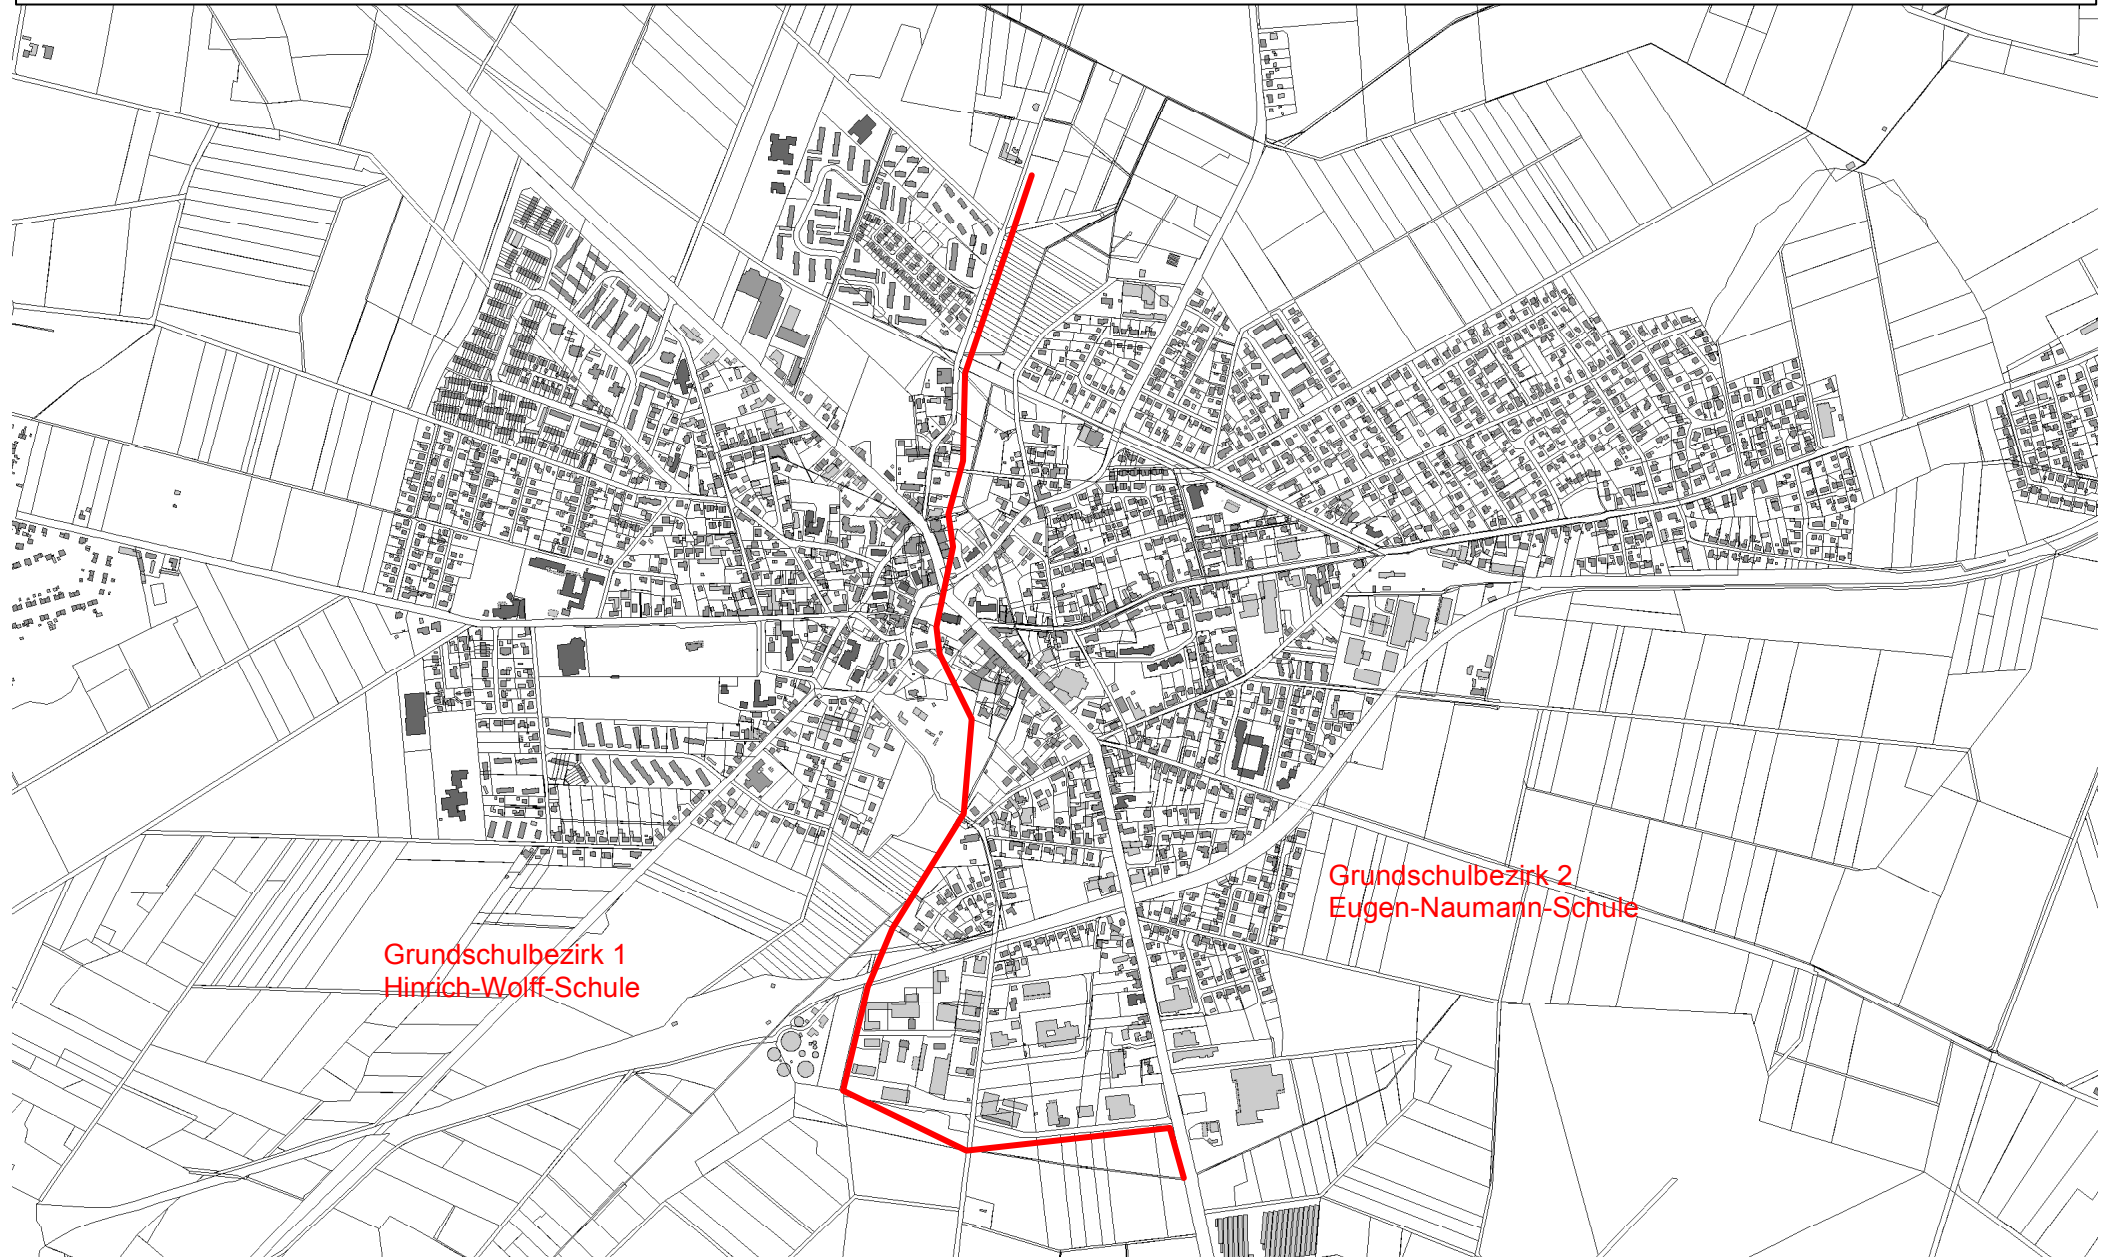 Grundschulbezirk 2
Eugen-Naumann-Schule
Grundschulbezirk 1
Hinrich-Wolff-Schule